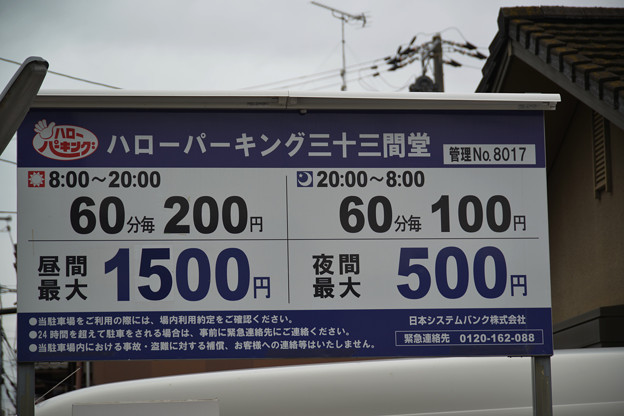 ハロー
パキング!
ハローパーキング三十三間堂
管理No.8017
8:00〜20:00
60分毎200円
20:00〜8:00
60分毎100円
昼間最大1500円
夜間最大500円
●当駐車場をご利用の際には、場内利用約定をご確認ください。
●24時間を超えて駐車をされる場合は、事前に緊急連絡先にご連絡ください。
●当駐車場内における事故・盗難に対する補償、お客様への連絡等はいたしません。
日本システムバンク株式会社
緊急連絡先 0120-162-088